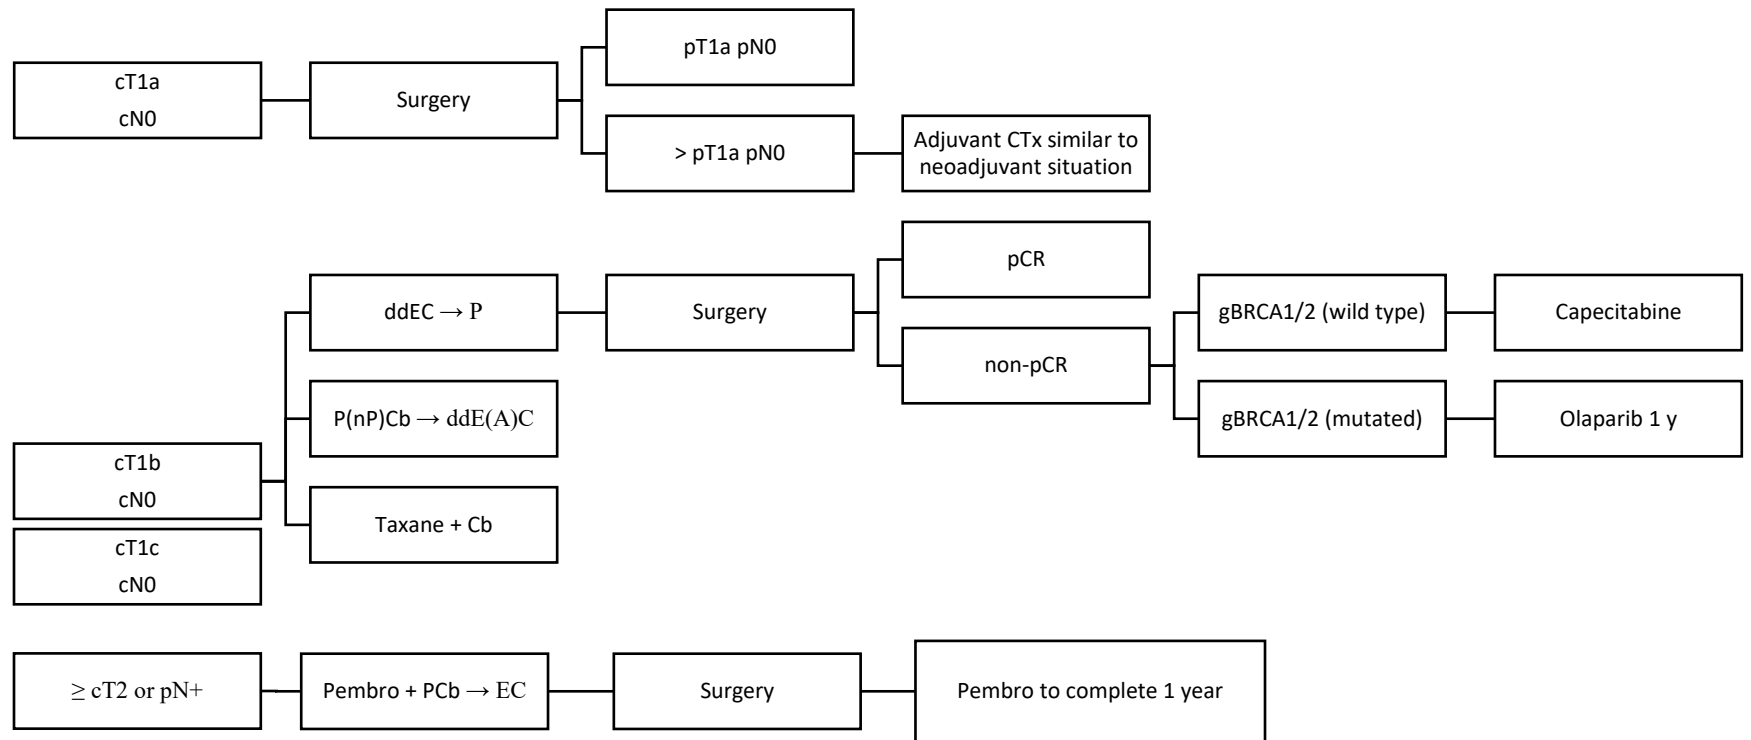 pT1a pN0
cT1a
cN0
Surgery
> pT1a pN0
Adjuvant CTx similar to
neoadjuvant situation
pCR
ddEC → P
Surgery
gBRCA1/2 (wild type)
Capecitabine
non-pCR
P(nP)Cb → ddE(A)C
gBRCA1/2 (mutated)
Olaparib 1 y
cT1b
cN0
Taxane + Cb
cT1c
cN0
≥ cT2 or pN+
Pembro + PCb → EC
Surgery
Pembro to complete 1 year